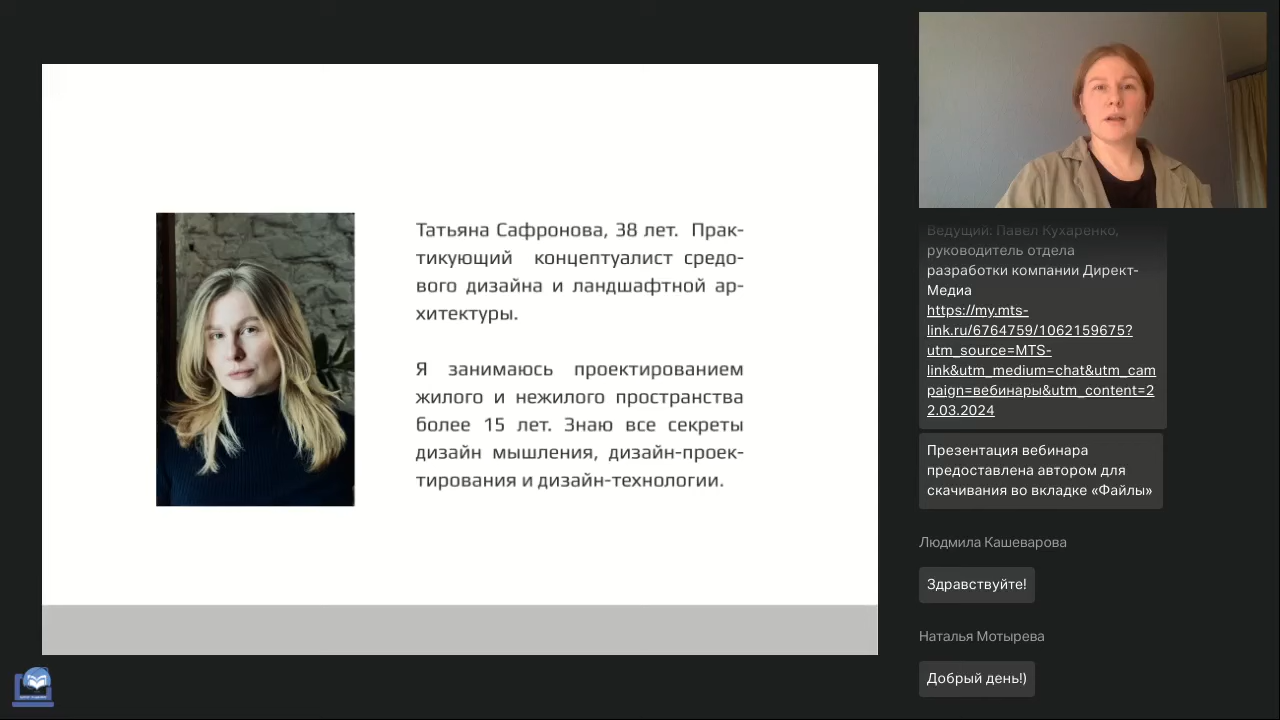 Татьяна Сафронова, 38 лет. Прак-
тикующий концептуалист средо-
вого дизайна и ландшафтной ар-
хитектуры.
Я занимаюсь проектированием
жилого и нежилого пространства
более 15 лет. Знаю все секреты
дизайн мышления, дизайн-проек-
тирования и дизайн-технологии.
Ведущий: Павел Кухаренко,
руководитель отдела
разработки компании Директ-
Медиа
https://my.mts-
link.ru/6764759/1062159675?
utm_source=MTS-
link&utm_medium=chat&utm_cam
paign=вебинары&utm_content=2
2.03.2024
Презентация вебинара
предоставлена автором для
скачивания во вкладке «Файлы»
Людмила Кашеварова
Здравствуйте!
Наталья Мотырева
Добрый день!)